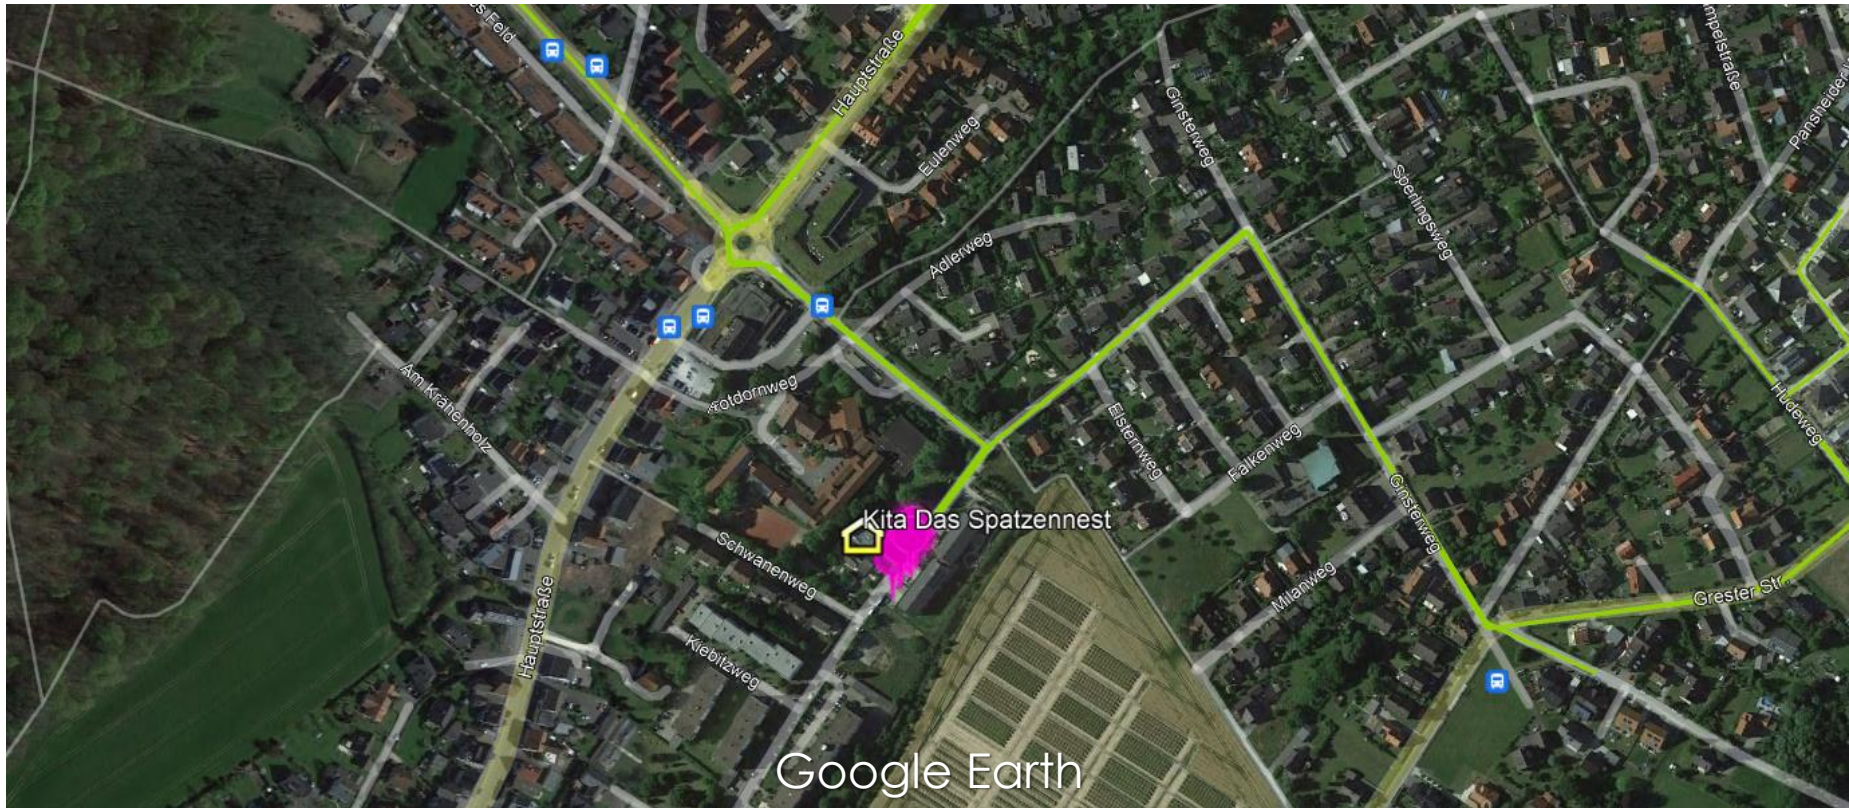 es Feld
Hauptstraße
Eulenweg
Ginsterweg
Sperlingsweg
Adlerweg
Rotdornweg
Am Krähenholz
Elsternweg
Falkenweg
Hudeweg
Ginsterweg
Kita Das Spatzennest
Schwanenweg
Milanweg
Grester Str.
Hauptstraße
Kiebitzweg
Google Earth